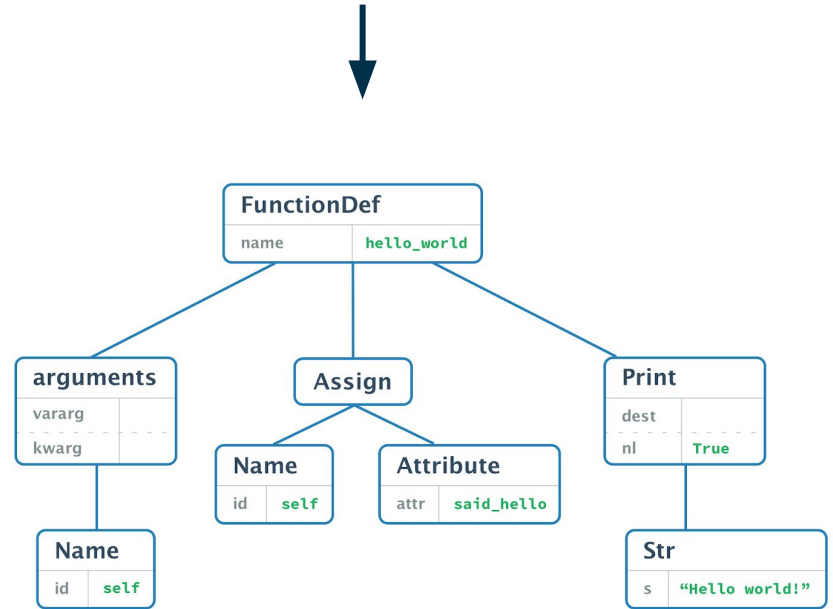 FunctionDef
name hello_world
arguments
vararg
kwarg
Assign
Print
dest
nl True
Name
id self
Attribute
attr said_hello
Name
id self
Str
s “Hello world!”